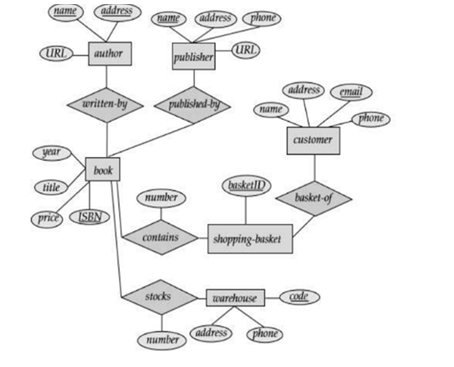 name
address
name
address
phone
URL
author
publisher
URL
written-by
published-by
address
email
name
phone
customer
year
book
title
price
ISBN
number
basketID
basket-of
contains
shopping-basket
stocks
warehouse
code
number
address
phone